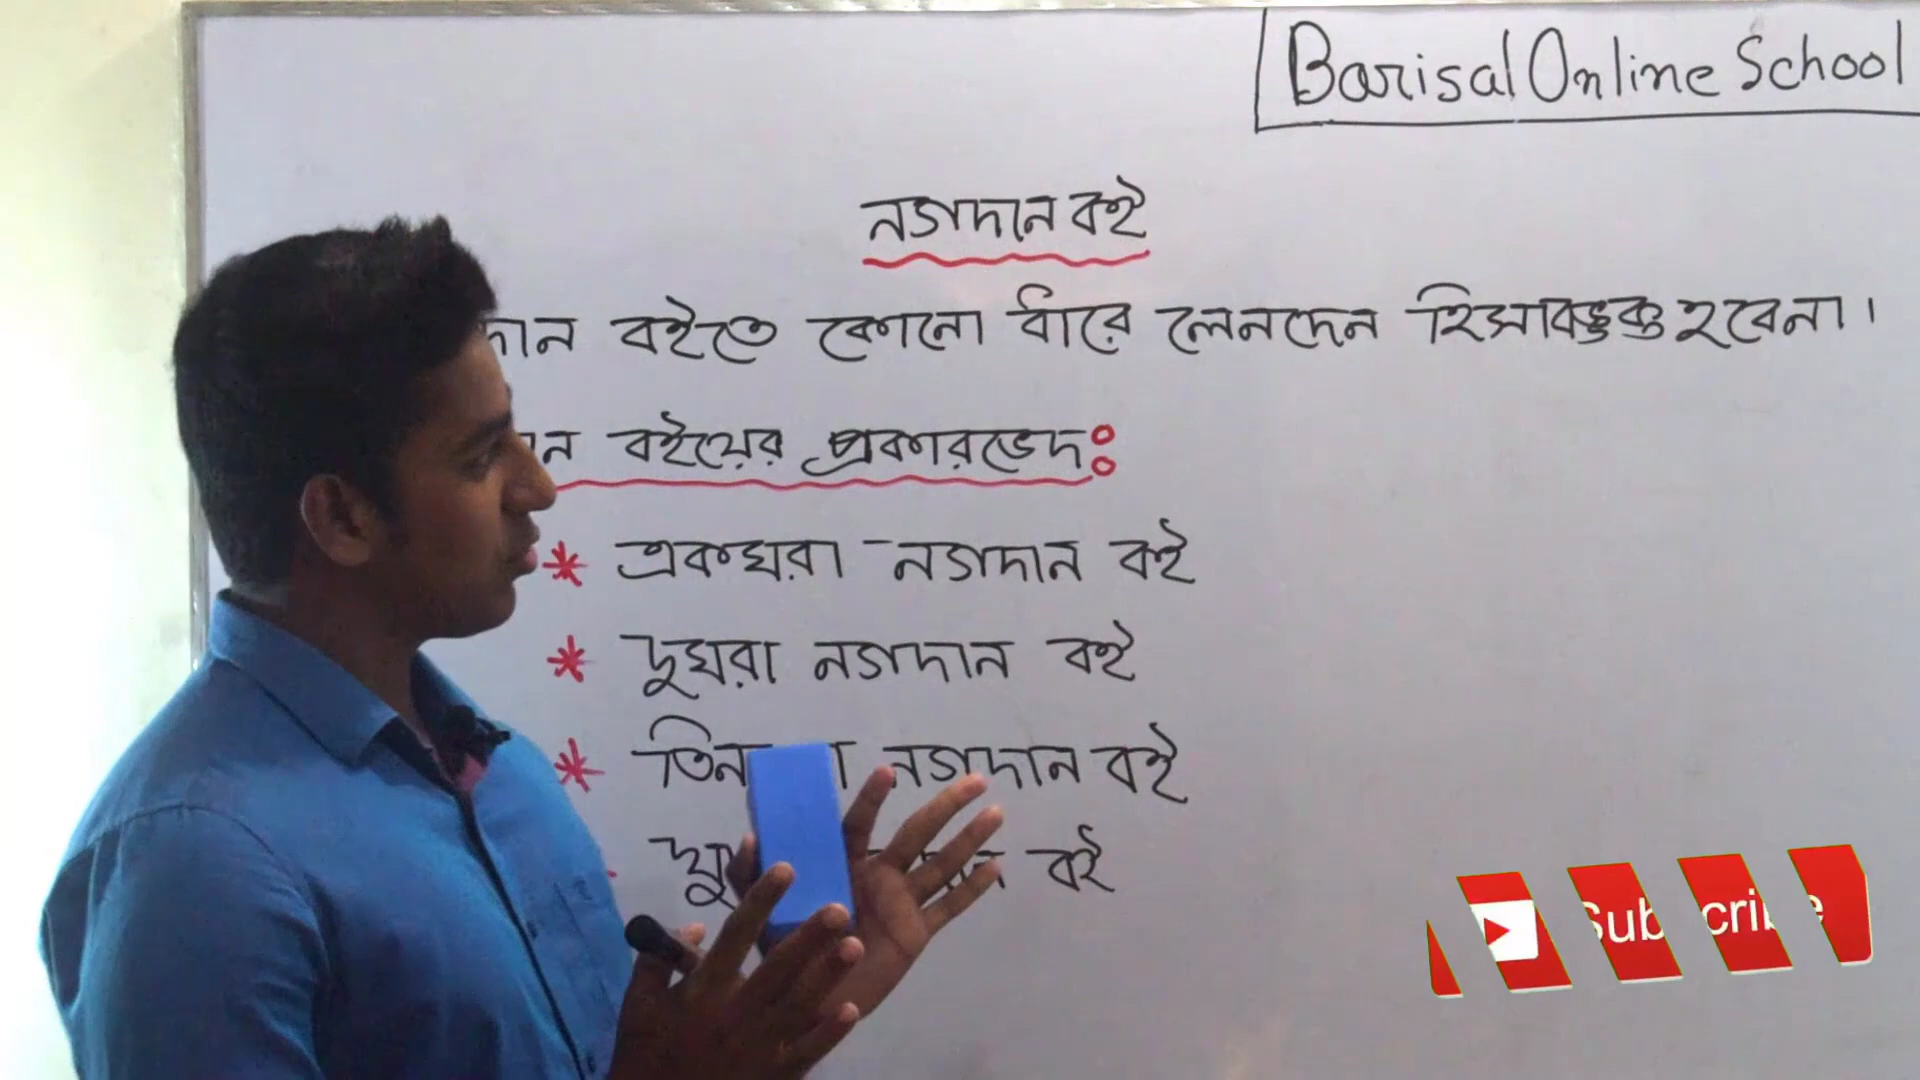 Barisal Online School
নগদান বই
দান বইতে কোনো ধারে লেনদেন হিসাবভুক্ত হবেনা।
ন বইয়ের প্রকারভেদ:
* একঘরা নগদান বই
* দুঘরা নগদান বই
* তিন নগদান বই
বই
Subscribe